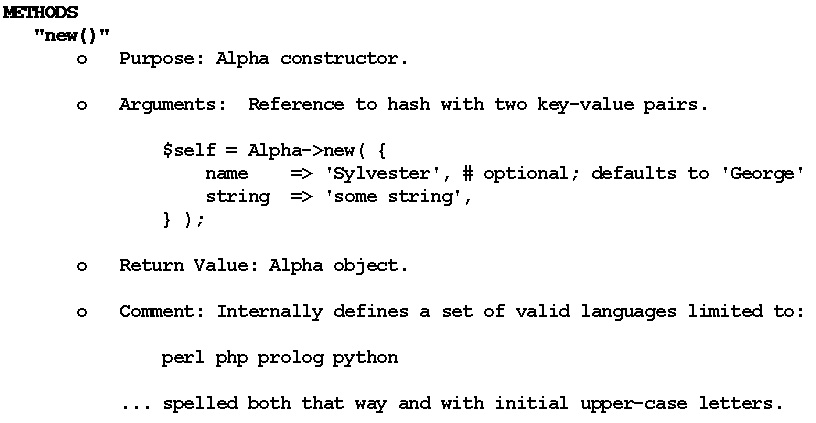 METHODS
"new()"
o Purpose: Alpha constructor.
o Arguments: Reference to hash with two key-value pairs.
$self = Alpha->new( {
name => 'Sylvester', # optional; defaults to 'George'
string => 'some string',
} );
o Return Value: Alpha object.
o Comment: Internally defines a set of valid languages limited to:
perl php prolog python
... spelled both that way and with initial upper-case letters.